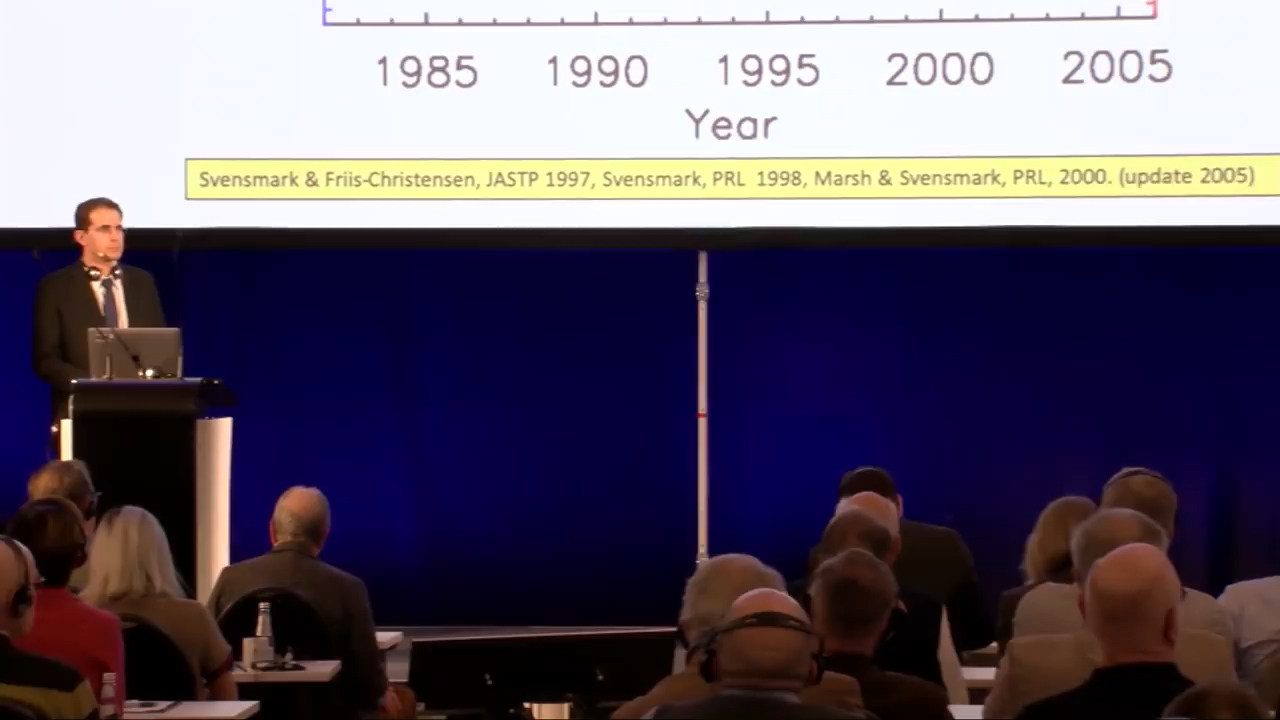 1985 1990 1995 2000 2005
Year
Svensmark & Friis-Christensen, JASTP 1997, Svensmark, PRL 1998, Marsh & Svensmark, PRL, 2000. (update 2005)